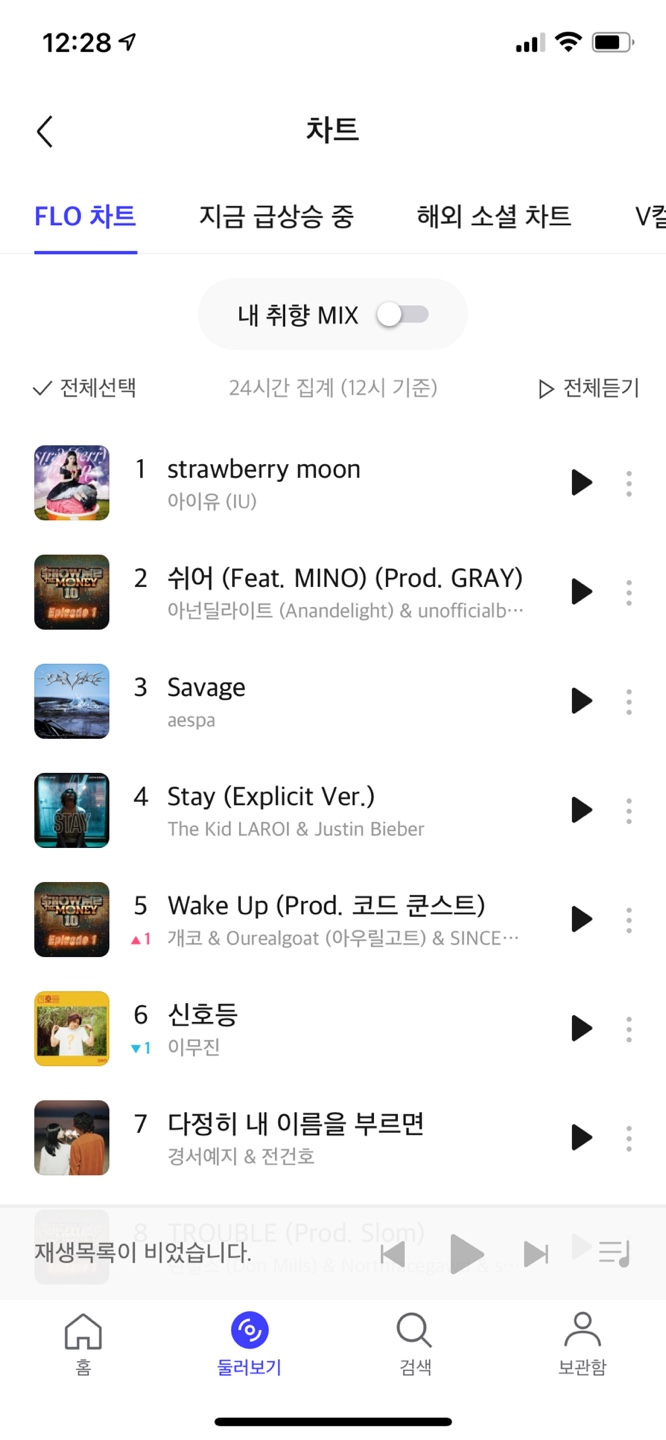 12:28
차트
FLO 차트 지금 급상승 중 해외 소셜 차트 V컬
내 취향 MIX
전체선택 24시간 집계 (12시 기준) 전체듣기
1 strawberry moon
아이유 (IU)
2 쉬어 (Feat. MINO) (Prod. GRAY)
아넌딜라이트 (Anandelight) & unofficialb···
3 Savage
aespa
4 Stay (Explicit Ver.)
The Kid LAROI & Justin Bieber
5 Wake Up (Prod. 코드 쿤스트)
▲1 개코 & Ourealgoat (아우릴고트) & SINCE···
6 신호등
▼1 이무진
7 다정히 내 이름을 부르면
경서예지 & 전건호
8 TROUBLE (Prod. Slom)
재생목록이 비었습니다.
홈 둘러보기 검색 보관함